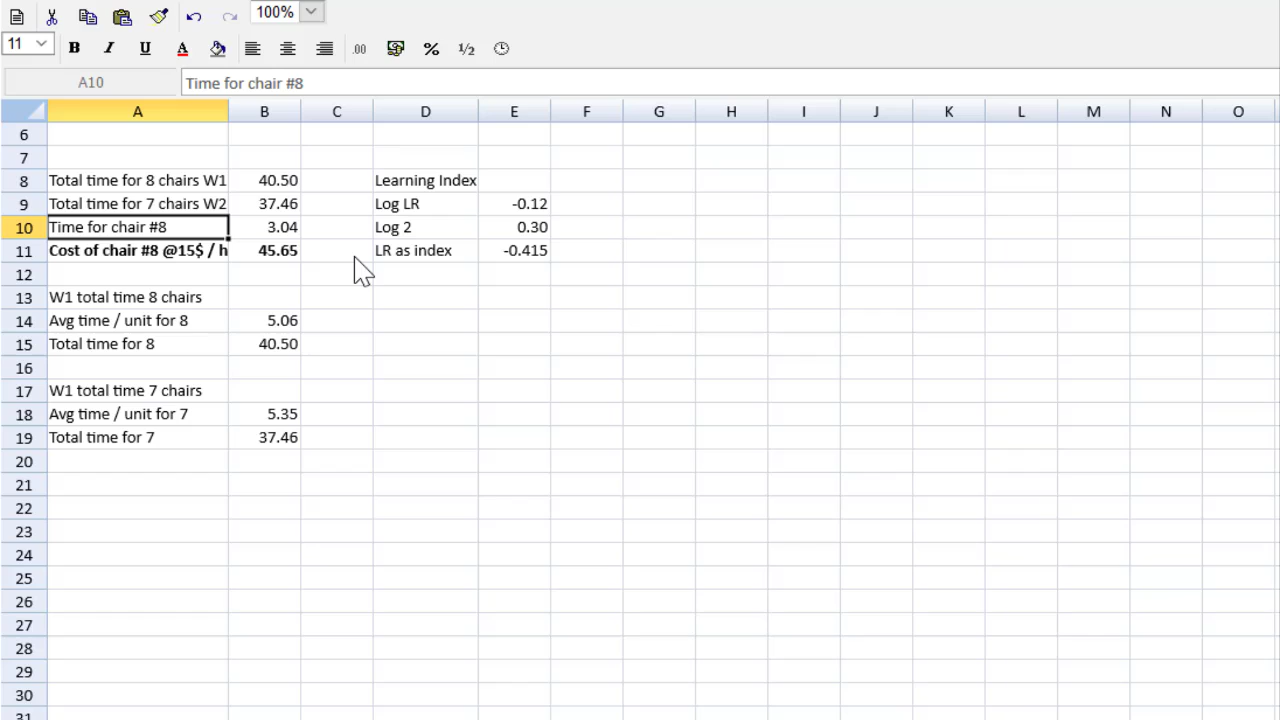 100%
11 B I U A .00 % 1/2
A10 Time for chair #8
A B C D E F G H I J K L M N O
6
7
8 Total time for 8 chairs W1 40.50 Learning Index
9 Total time for 7 chairs W2 37.46 Log LR -0.12
10 Time for chair #8 3.04 Log 2 0.30
11 Cost of chair #8 @15$ / h 45.65 LR as index -0.415
12
13 W1 total time 8 chairs
14 Avg time / unit for 8 5.06
15 Total time for 8 40.50
16
17 W1 total time 7 chairs
18 Avg time / unit for 7 5.35
19 Total time for 7 37.46
20
21
22
23
24
25
26
27
28
29
30
31